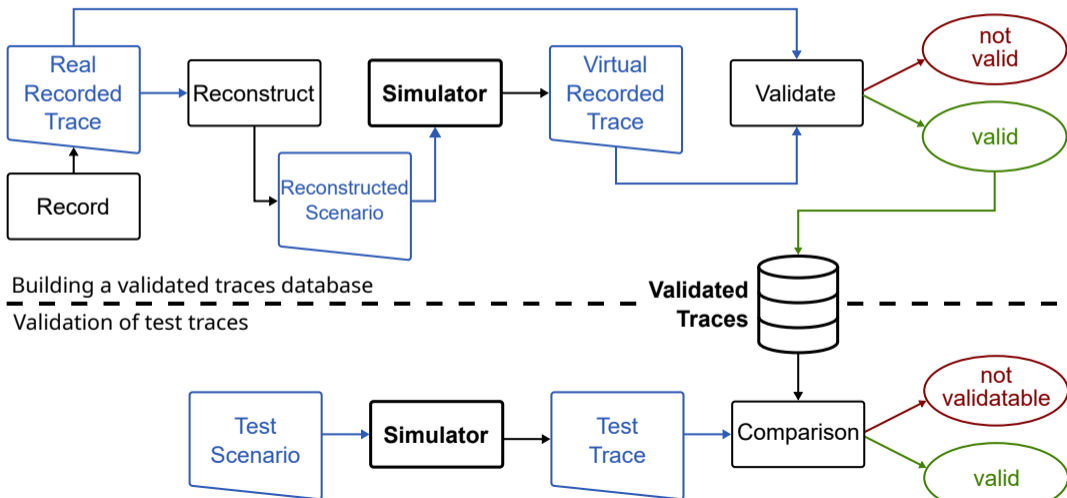 not
valid
Real
Recorded
Trace
Reconstruct
Simulator
Virtual
Recorded
Trace
Validate
valid
Reconstructed
Scenario
Record
Building a validated traces database
Validated
Traces
Validation of test traces
not
validatable
Test
Scenario
Simulator
Test
Trace
Comparison
valid